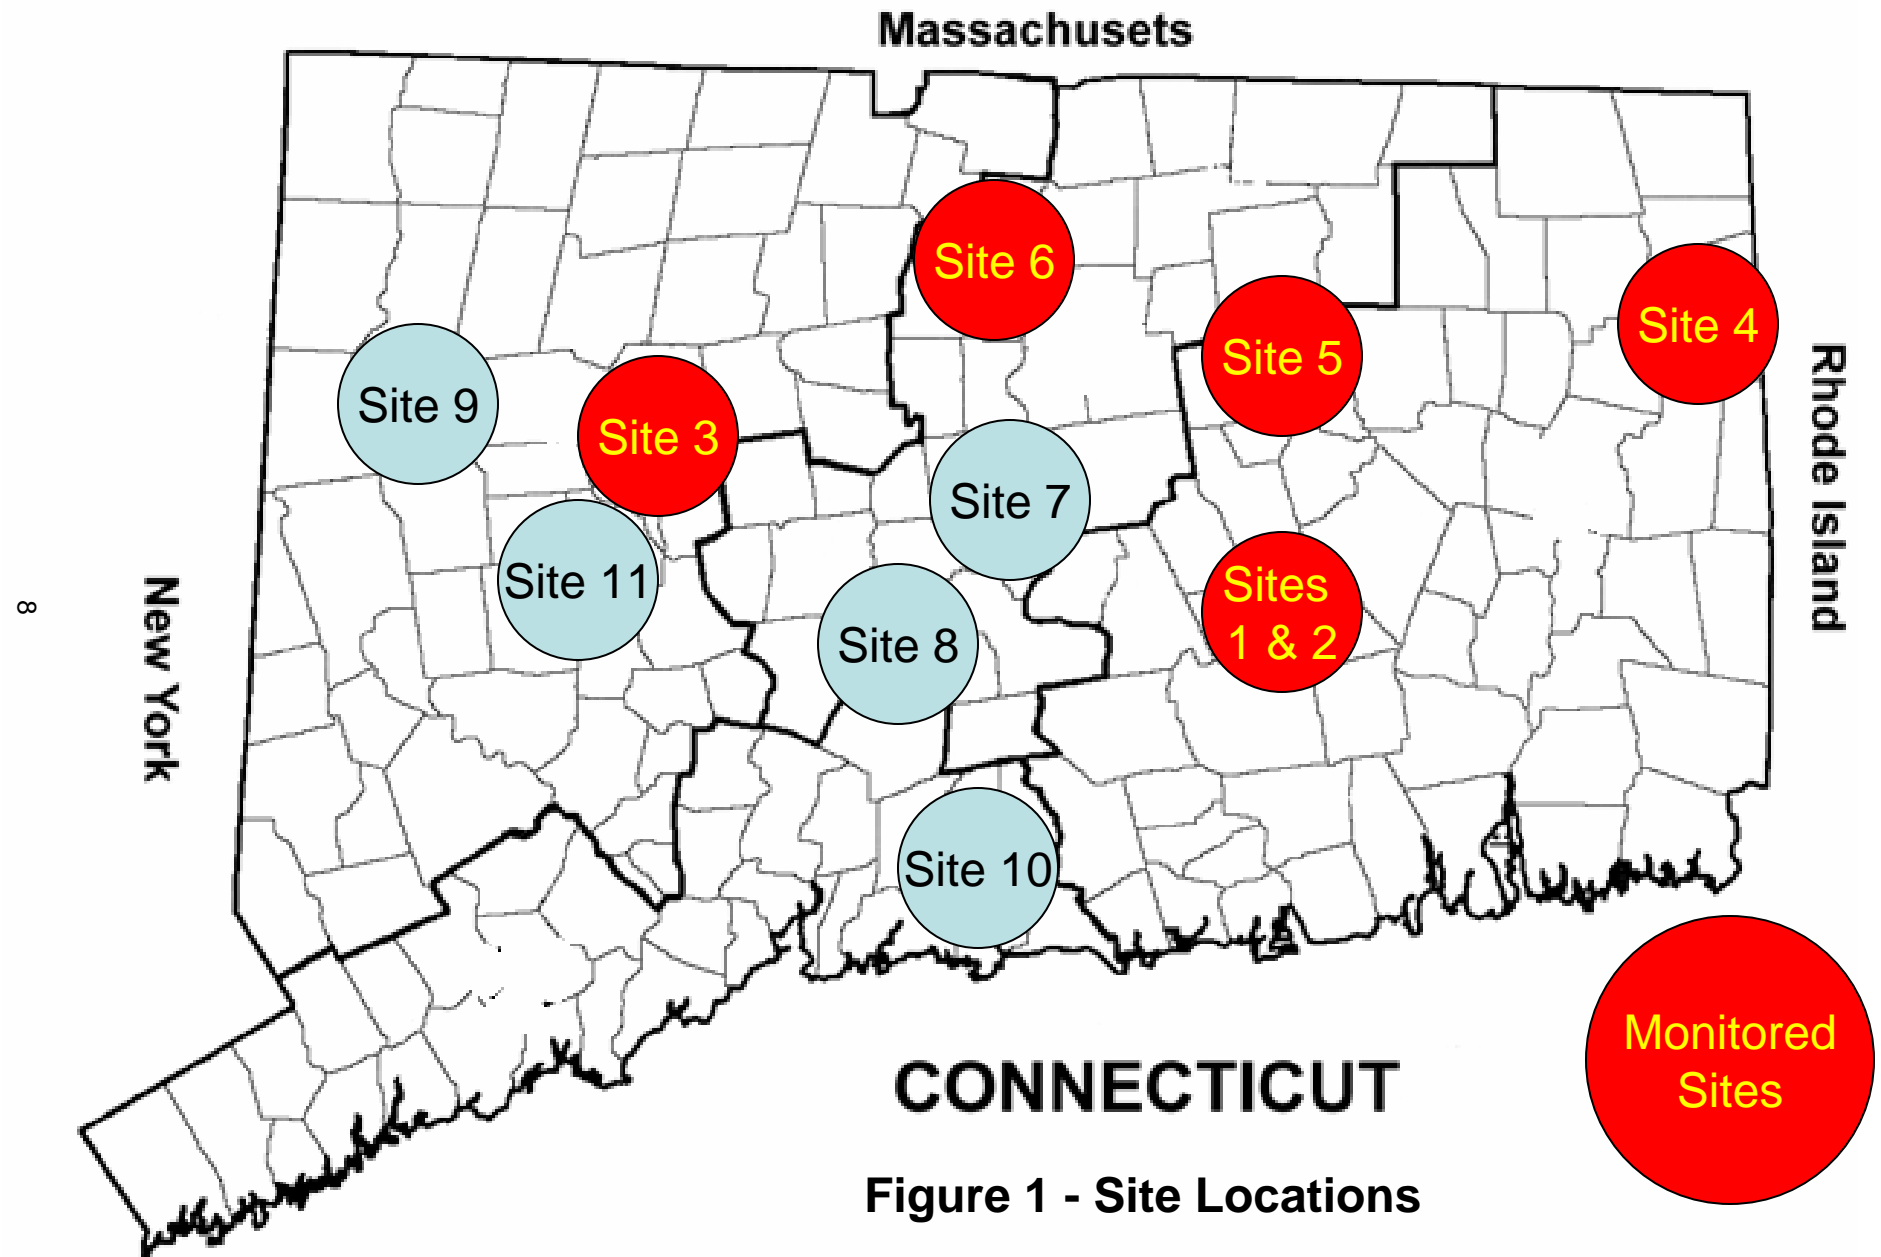 Massachusets
Site 6
Site 4
Site 5
Site 9
Site 3
Site 7
Site 11
Sites
1 & 2
Site 8
Site 10
New York
Rhode Island
8
Monitored
Sites
CONNECTICUT
Figure 1 - Site Locations